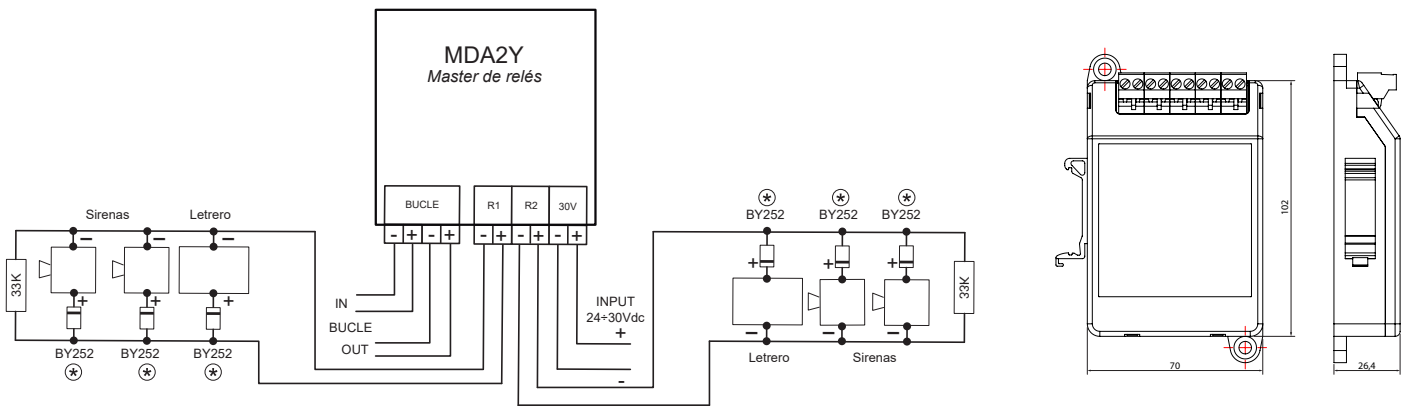 MDA2Y
Master de relés
BUCLE R1 R2 30V
- + - + - + - + - +
Sirenas Letrero
- - -
33K
+ + +
BY252 BY252 BY252
* * *
IN
BUCLE
OUT
INPUT
24÷30Vdc
+
-
* * *
BY252 BY252 BY252
+ + +
33K
- - -
Letrero Sirenas
102
70
26,4